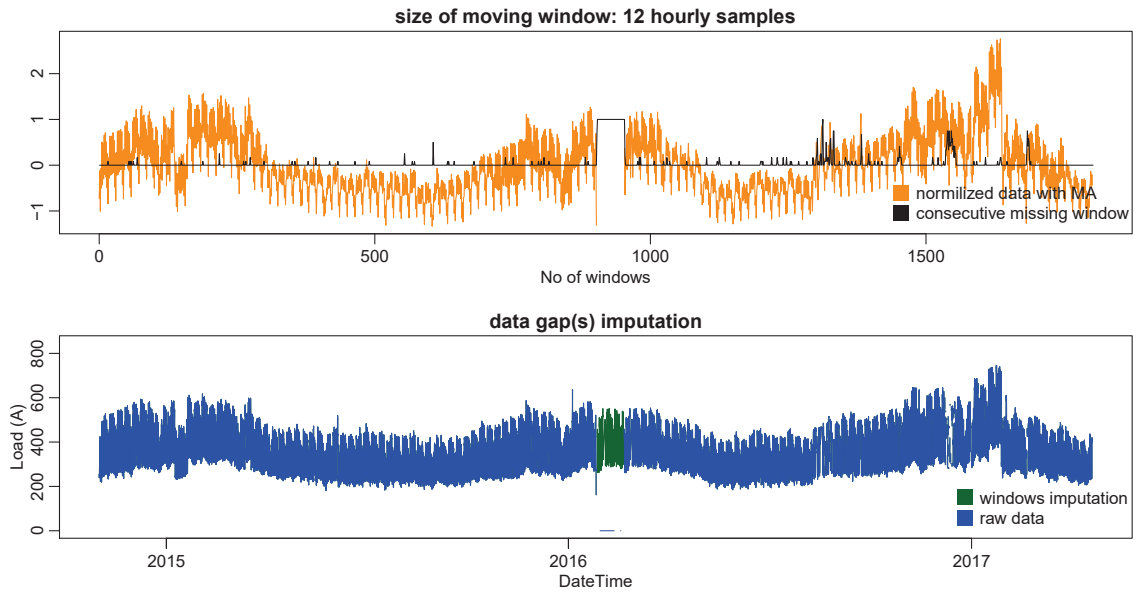 size of moving window: 12 hourly samples
2
1
0
−1
normilized data with MA
consecutive missing window
0
500
1000
1500
No of windows
data gap(s) imputation
Load (A)
800
600
400
200
0
windows imputation
raw data
2015
2016
2017
DateTime